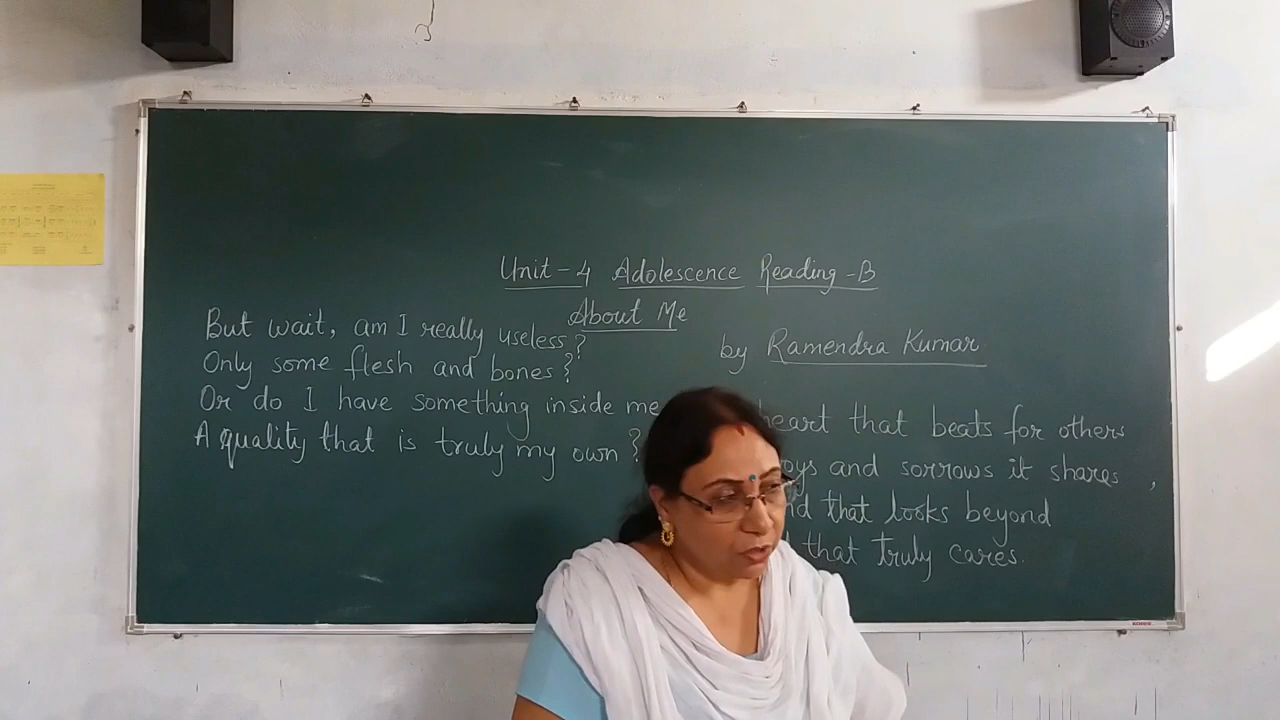 Unit - 4 Adolescence Reading - B
About Me
by Ramendra Kumar
But wait, am I really useless?
Only some flesh and bones?
Or do I have something inside me
A quality that is truly my own?
heart that beats for others
and sorrows it shares,
that looks beyond
that truly cares.